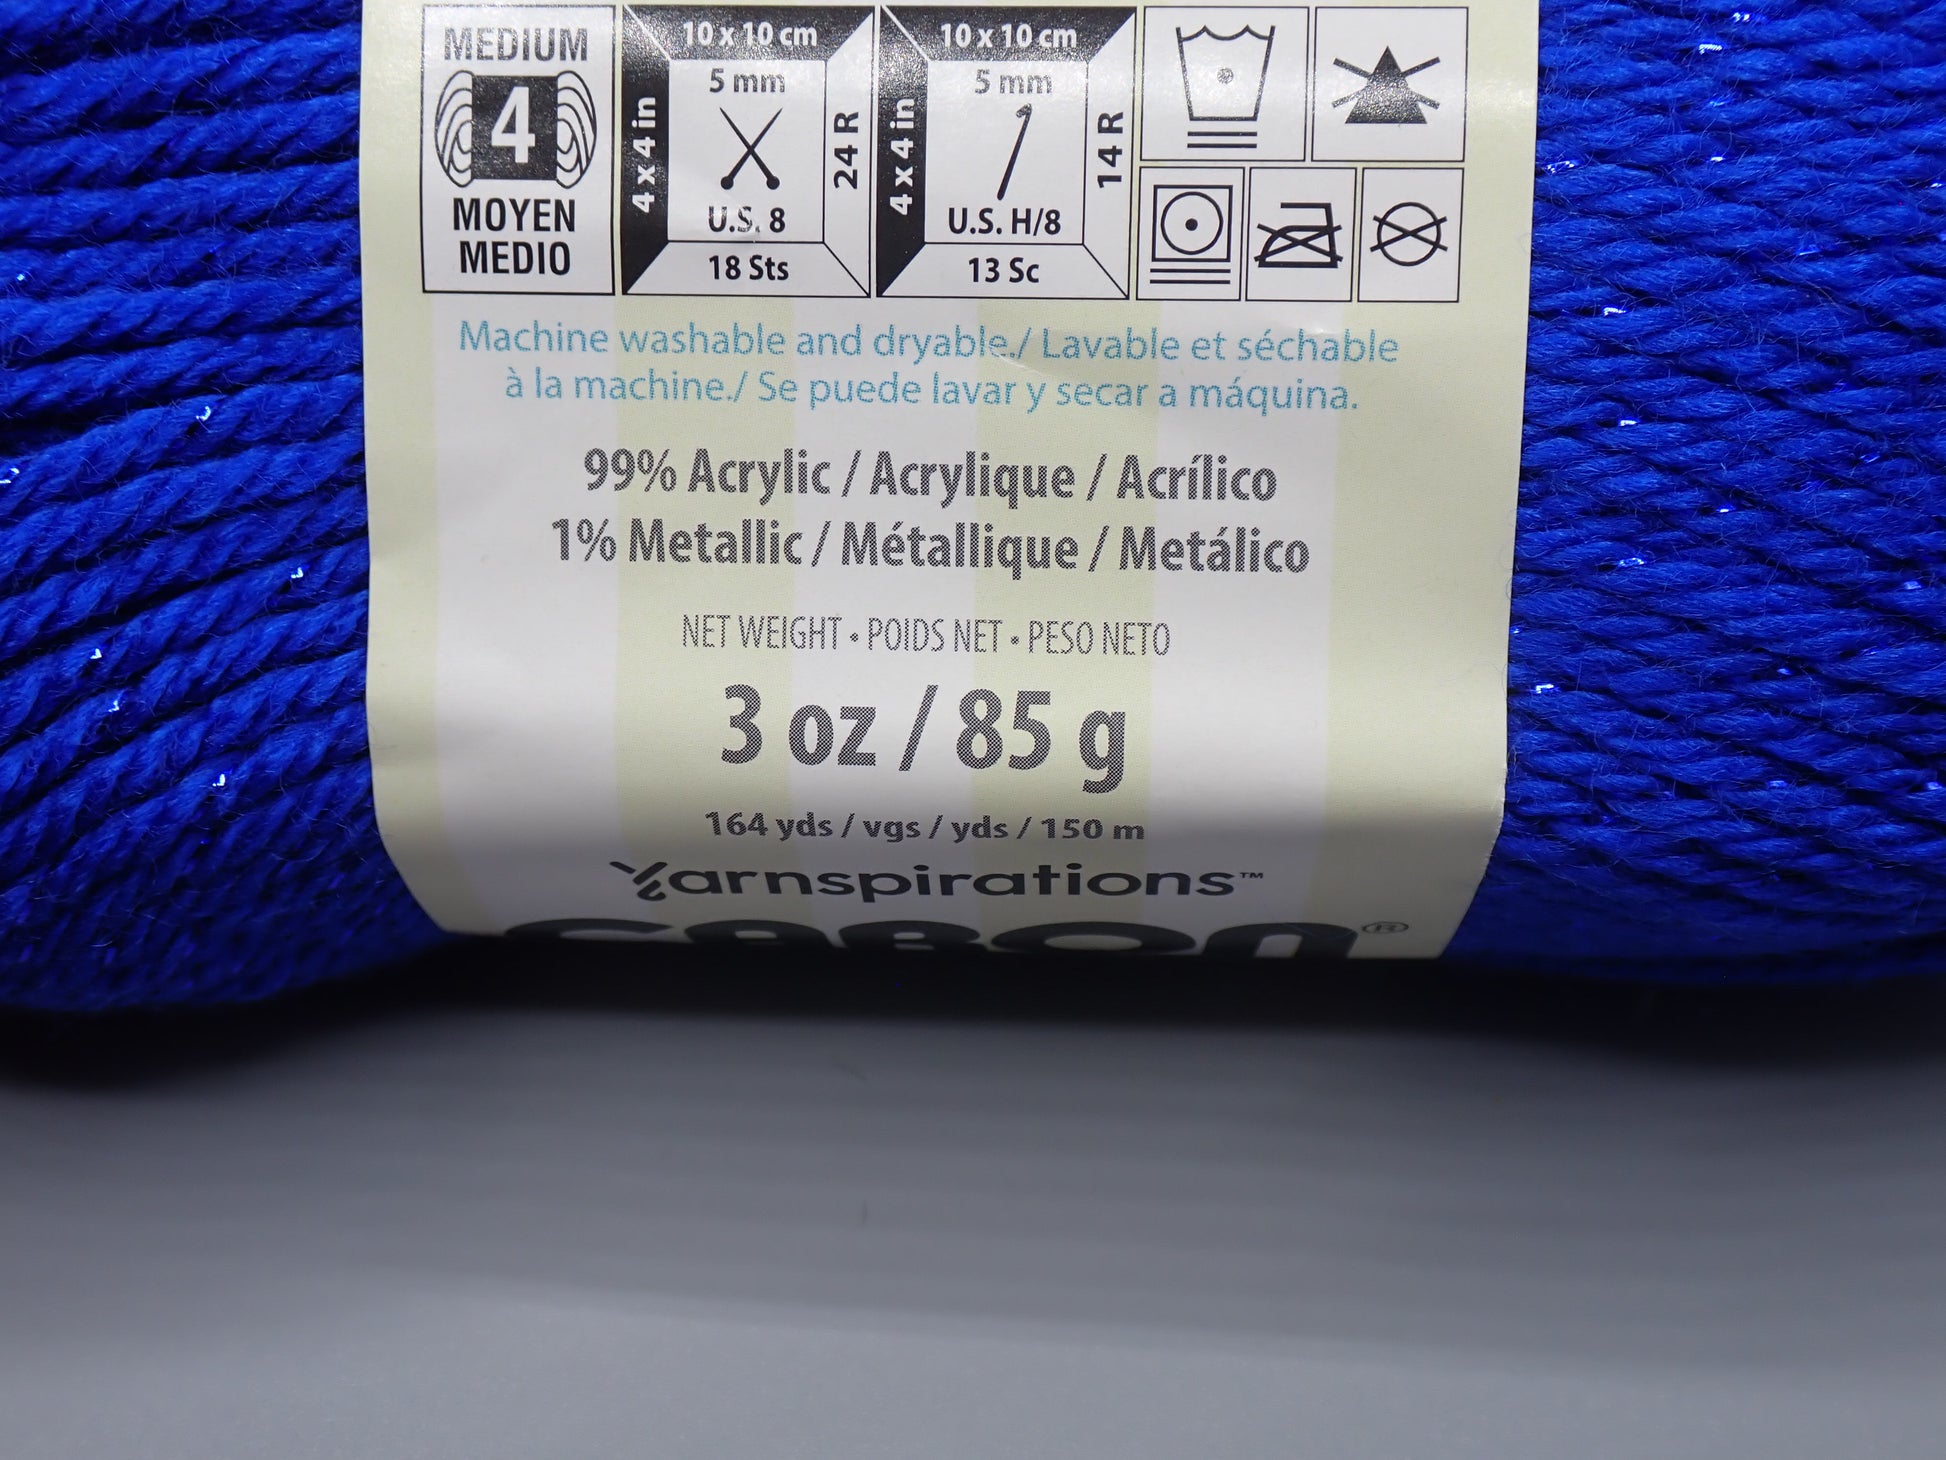 MEDIUM
4
MOYEN
MEDIO
10 x 10 cm
4 x 4 in
5 mm
24 R
U.S. 8
18 Sts
10 x 10 cm
4 x 4 in
5 mm
14 R
U.S. H/8
13 Sc
Machine washable and dryable./ Lavable et séchable
à la machine./ Se puede lavar y secar a máquina.
99% Acrylic / Acrylique / Acrílico
1% Metallic / Métallique / Metálico
NET WEIGHT • POIDS NET • PESO NETO
3 oz / 85 g
164 yds / vgs / yds / 150 m
Yarnspirations™
CARON®